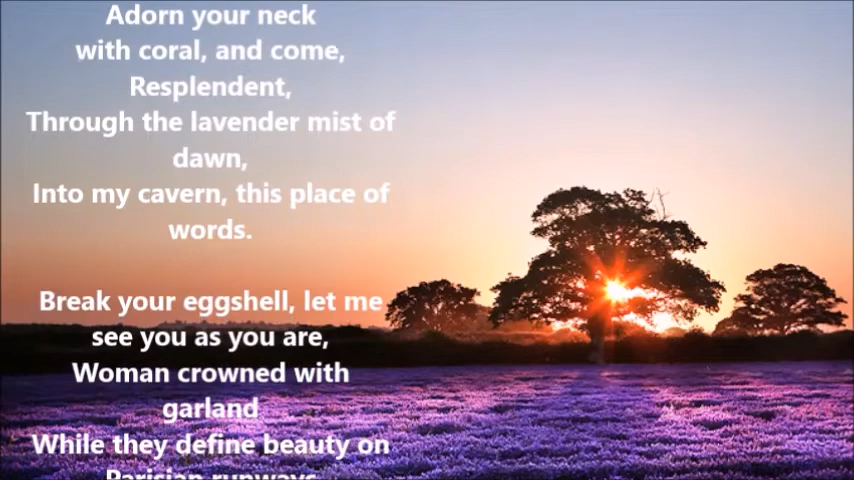 Adorn your neck
with coral, and come,
Resplendent,
Through the lavender mist of
dawn,
Into my cavern, this place of
words.
Break your eggshell, let me
see you as you are,
Woman crowned with
garland
While they define beauty on
Parisian runways